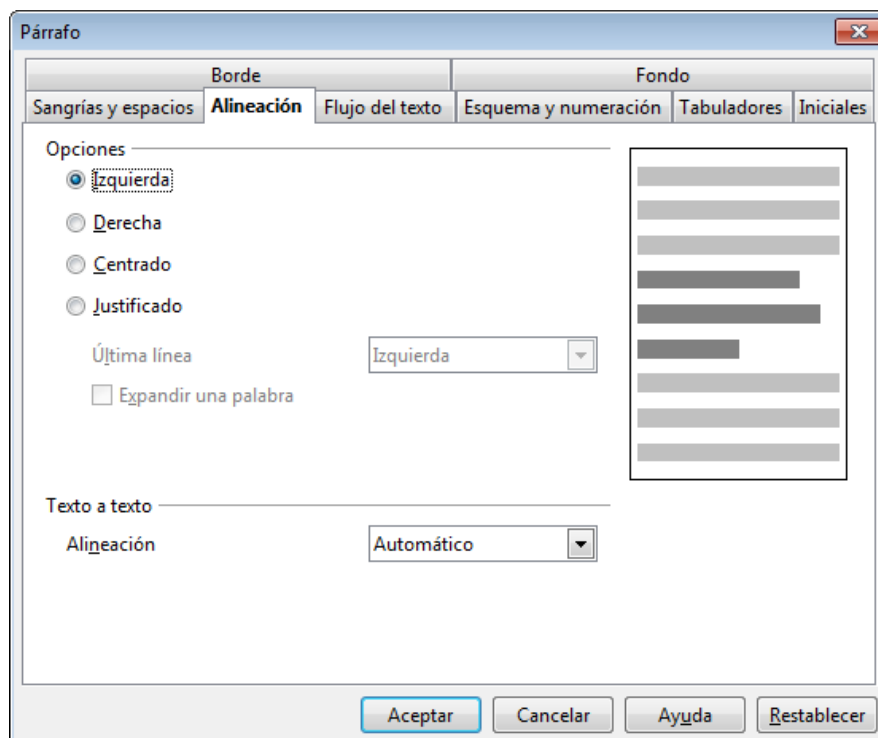 Párrafo
Borde Fondo
Sangrías y espacios Alineación Flujo del texto Esquema y numeración Tabuladores Iniciales
Opciones
Izquierda
Derecha
Centrado
Justificado
Última línea Izquierda
Expandir una palabra
Texto a texto
Alineación Automático
Aceptar Cancelar Ayuda Restablecer